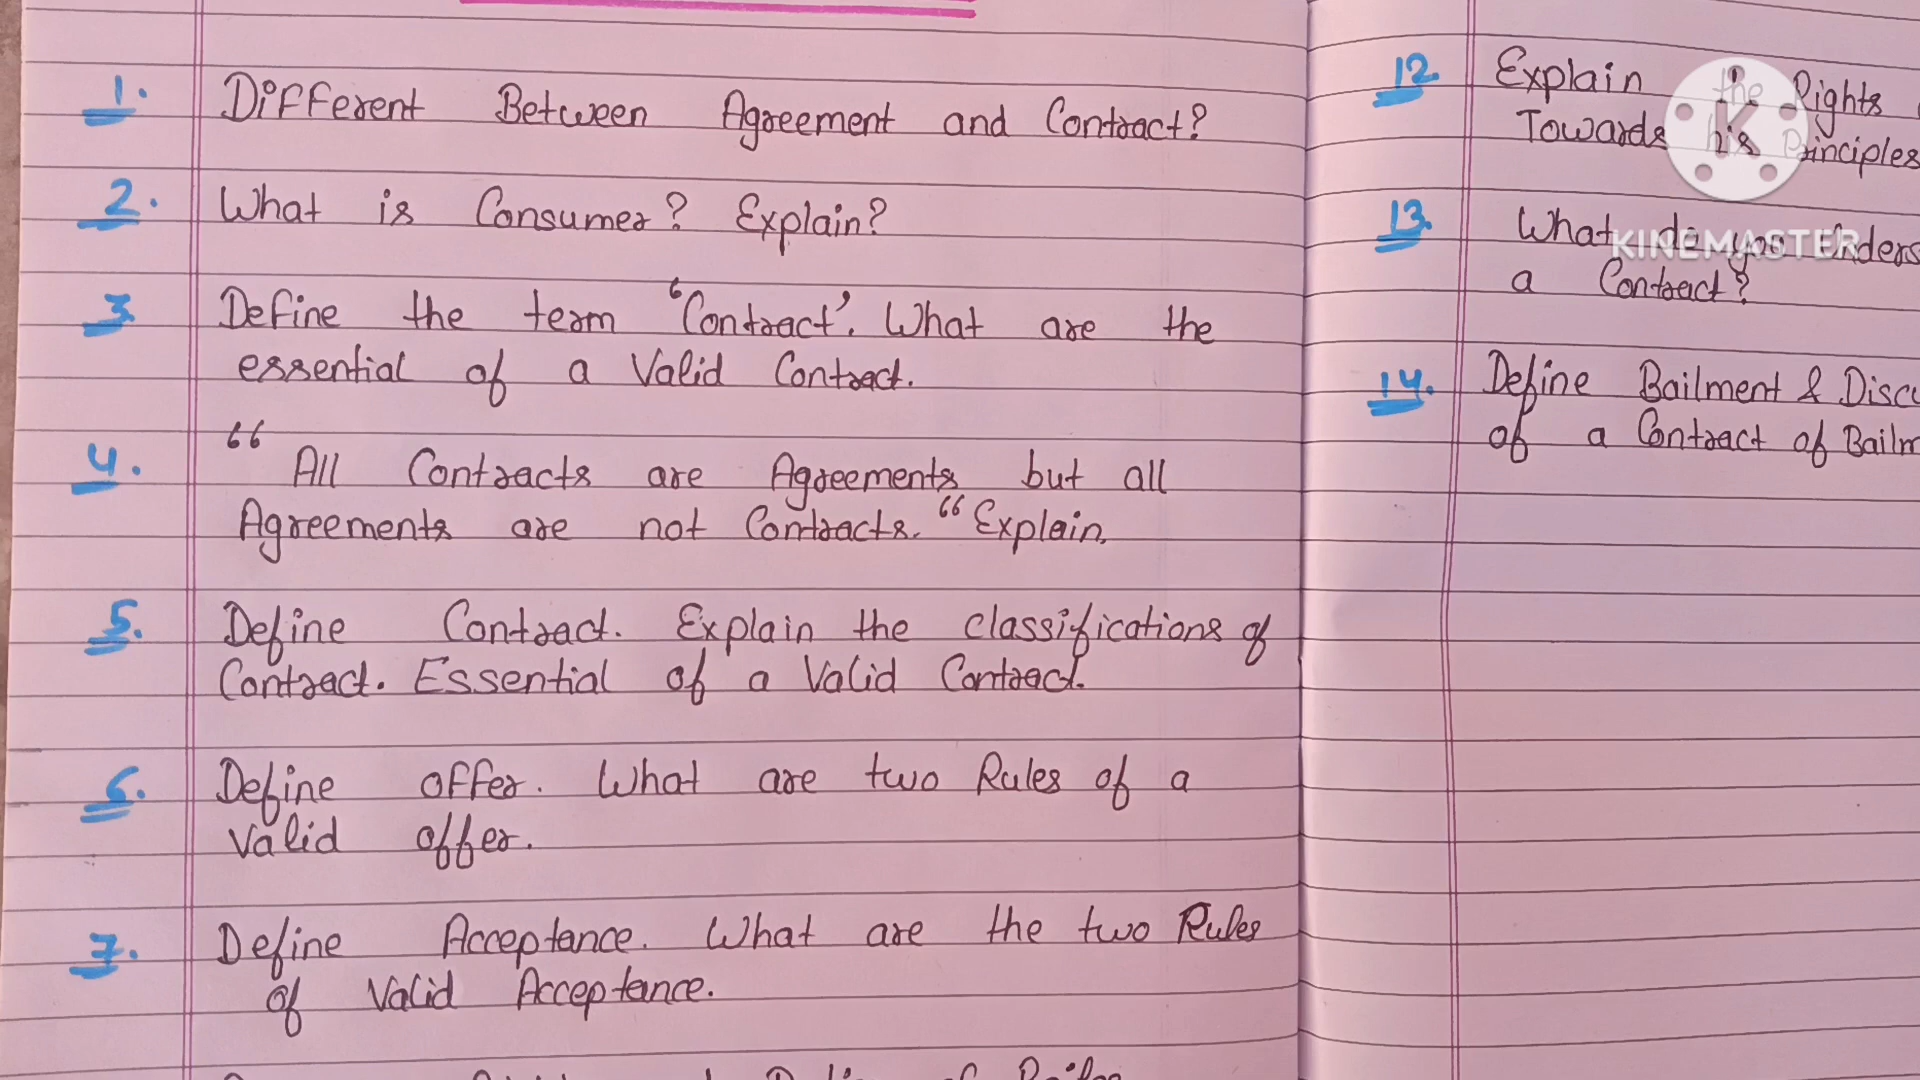 1. Different Between Agreement and Contract?
2. What is Consumer? Explain?
3. Define the term ‘Contract’. What are the
essential of a Valid Contract.
4. “ All Contracts are Agreements but all
Agreements are not Contracts. “ Explain.
5. Define Contract. Explain the classifications of
Contract. Essential of a Valid Contract.
6. Define offer. What are two Rules of a
Valid offer.
7. Define Acceptance. What are the two Rules
of Valid Acceptance.
12. Explain the Rights
Towards his Principles
13. What do you
a Contract?
14. Define Bailment &
of a Contract of
K
KINEMASTER